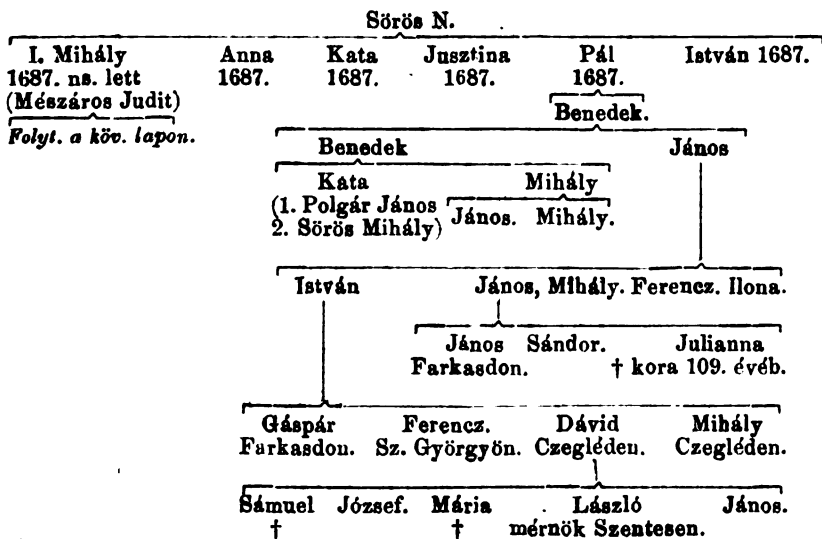 Sörös N.
I. Mihály Anna Kata Jusztina Pál István 1687.
1687. ns. lett 1687. 1687. 1687. 1687.
(Mészáros Judit) Benedek.
Folyt. a köv. lapon.
Benedek János
Kata Mihály
(1. Polgár János János. Mihály.
2. Sörös Mihály)
István János, Mihály. Ferencz. Ilona.
János Sándor. Julianna
Farkasdon. † kora 109. évéb.
Gáspár Ferencz. Dávid Mihály
Farkasdon. Sz. Györgyön. Czegléden. Czegléden.
Sámuel József. Mária László János.
† † mérnök Szentesen.